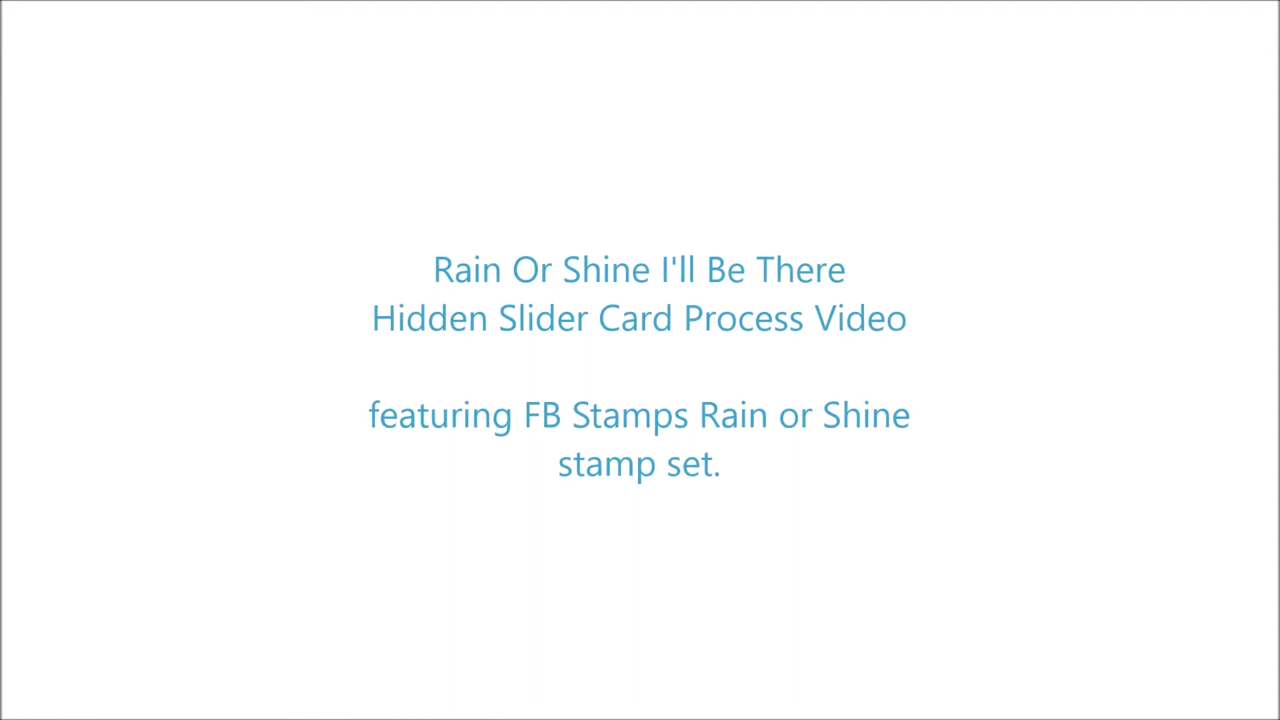 Rain Or Shine I'll Be There
Hidden Slider Card Process Video
featuring FB Stamps Rain or Shine
stamp set.